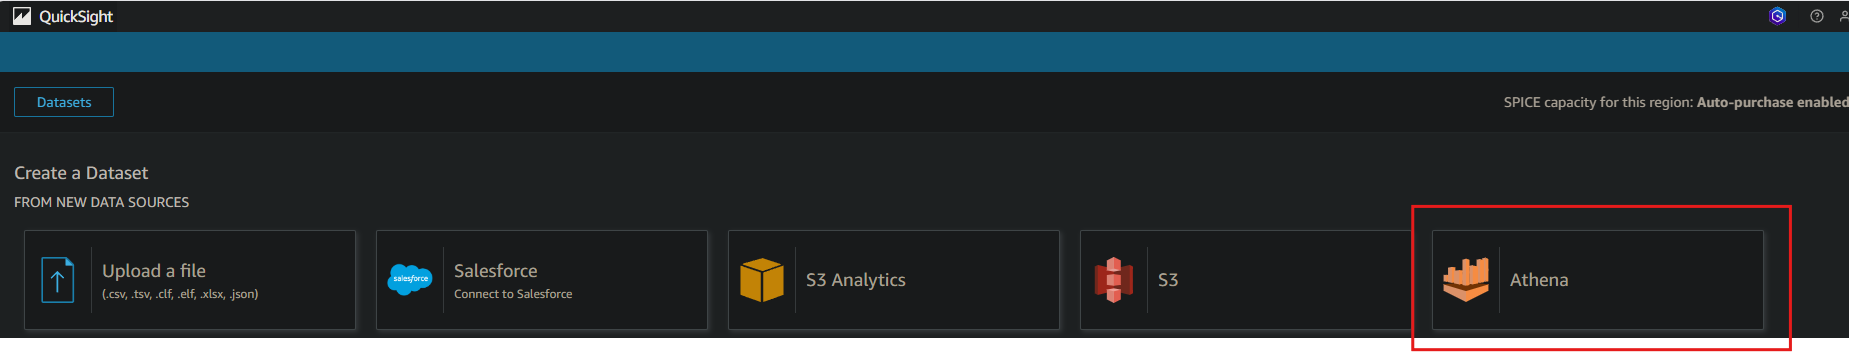 QuickSight
Datasets
SPICE capacity for this region: Auto-purchase enabled
Create a Dataset
FROM NEW DATA SOURCES
Upload a file
(.csv, .tsv, .clf, .elf, .xlsx, .json)
salesforce
Salesforce
Connect to Salesforce
S3 Analytics
S3
Athena